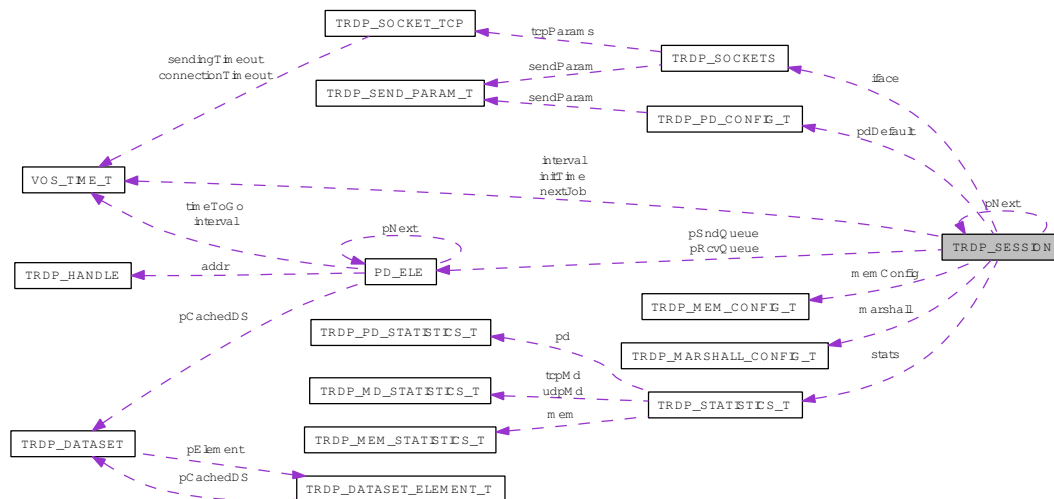 TRDP_SOCKET_TCP
tcpParams
TRDP_SOCKETS
sendingTimeout
connectionTimeout
sendParam
iface
TRDP_SEND_PARAM_T
sendParam
TRDP_PD_CONFIG_T
pdDefault
VOS_TIME_T
interval
initTime
nextJob
pNext
timeToGo
interval
pNext
pSndQueue
pRcvQueue
TRDP_SESSION
TRDP_HANDLE
addr
PD_ELE
memConfig
TRDP_MEM_CONFIG_T
marshall
pCachedDS
TRDP_PD_STATISTICS_T
pd
TRDP_MARSHALL_CONFIG_T
stats
TRDP_MD_STATISTICS_T
tcpMd
udpMd
TRDP_STATISTICS_T
mem
TRDP_DATASET
TRDP_MEM_STATISTICS_T
pElement
pCachedDS
TRDP_DATASET_ELEMENT_T